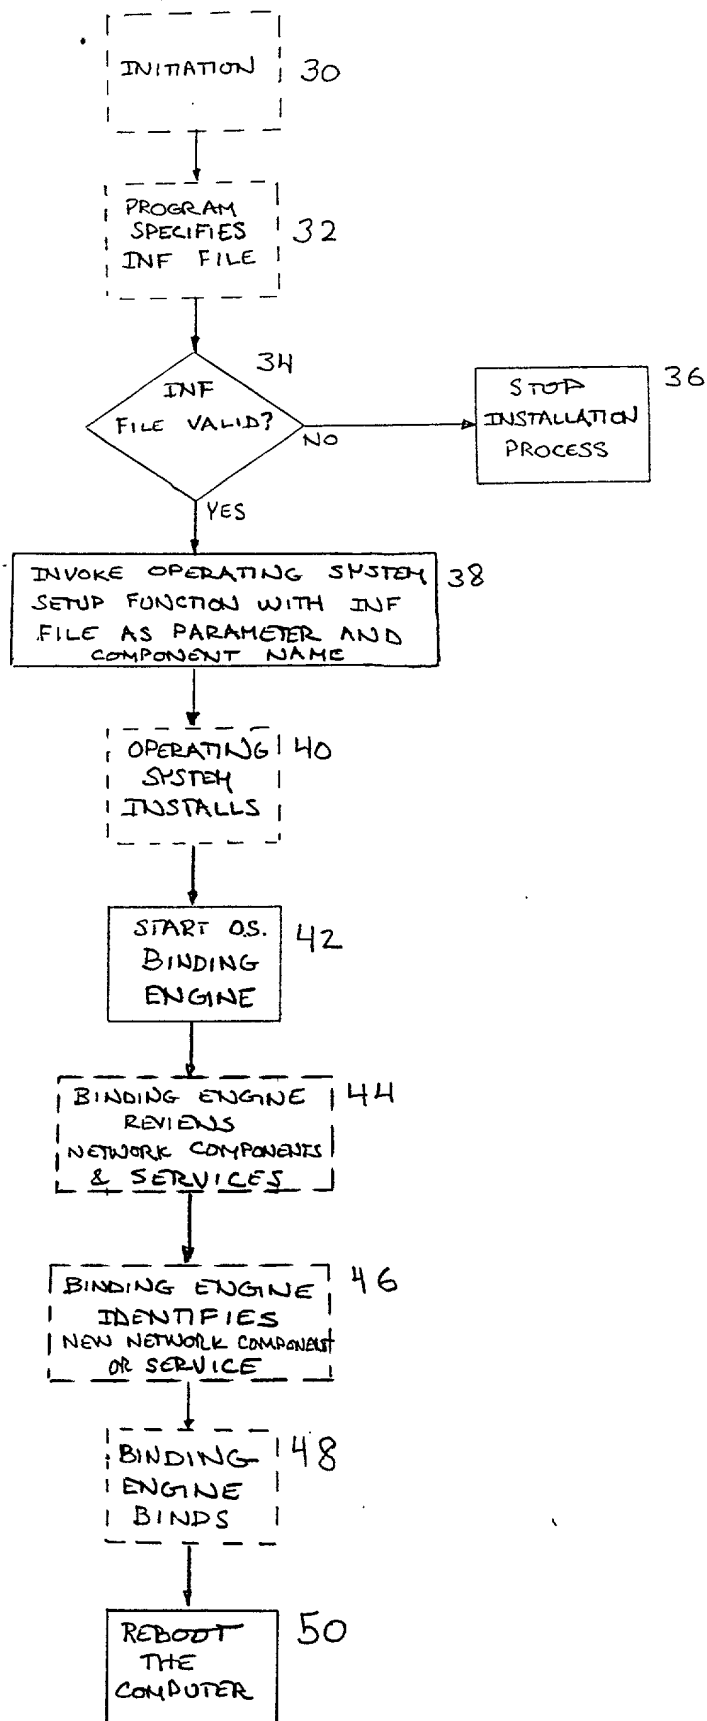 INITIATION 30
PROGRAM
SPECIFIES 32
INF FILE
34
INF
FILE VALID?
NO
36
STOP
INSTALLATION
PROCESS
YES
INVOKE OPERATING SYSTEM 38
SETUP FUNCTION WITH INF
FILE AS PARAMETER AND
COMPONENT NAME
OPERATING 40
SYSTEM
INSTALLS
START O.S. 42
BINDING
ENGINE
BINDING ENGINE 44
REVIEWS
NETWORK COMPONENTS
& SERVICES
BINDING ENGINE 46
IDENTIFIES
NEW NETWORK COMPONENT
OR SERVICE
BINDING 48
ENGINE
BINDS
REBOOT 50
THE
COMPUTER